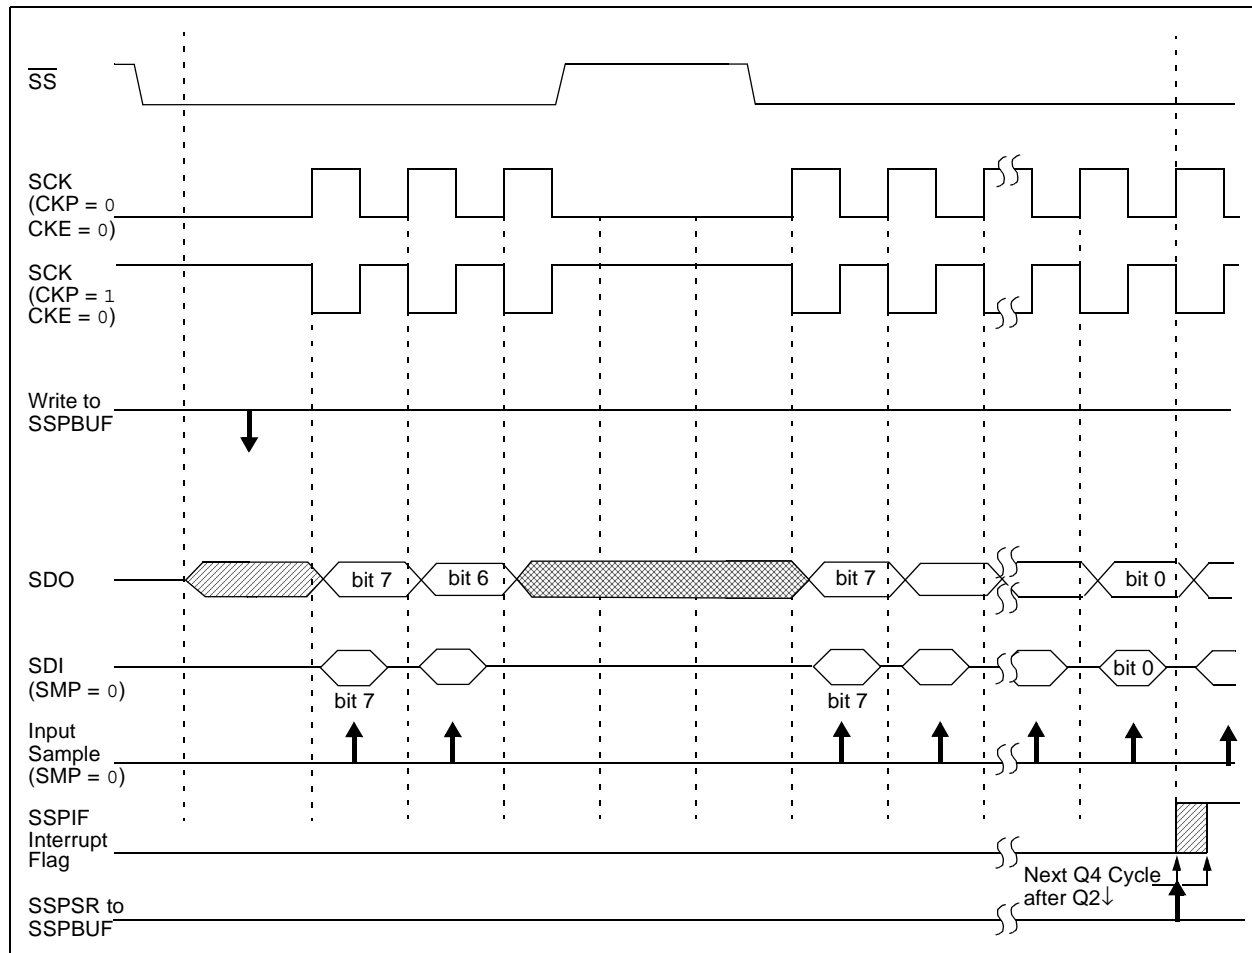 SS
SCK
(CKP = 0
CKE = 0)
SCK
(CKP = 1
CKE = 0)
Write to
SSPBUF
SDO
bit 7
bit 6
bit 7
bit 0
SDI
(SMP = 0)
bit 7
bit 7
bit 0
Input
Sample
(SMP = 0)
SSPIF
Interrupt
Flag
Next Q4 Cycle
after Q2↓
SSPSR to
SSPBUF